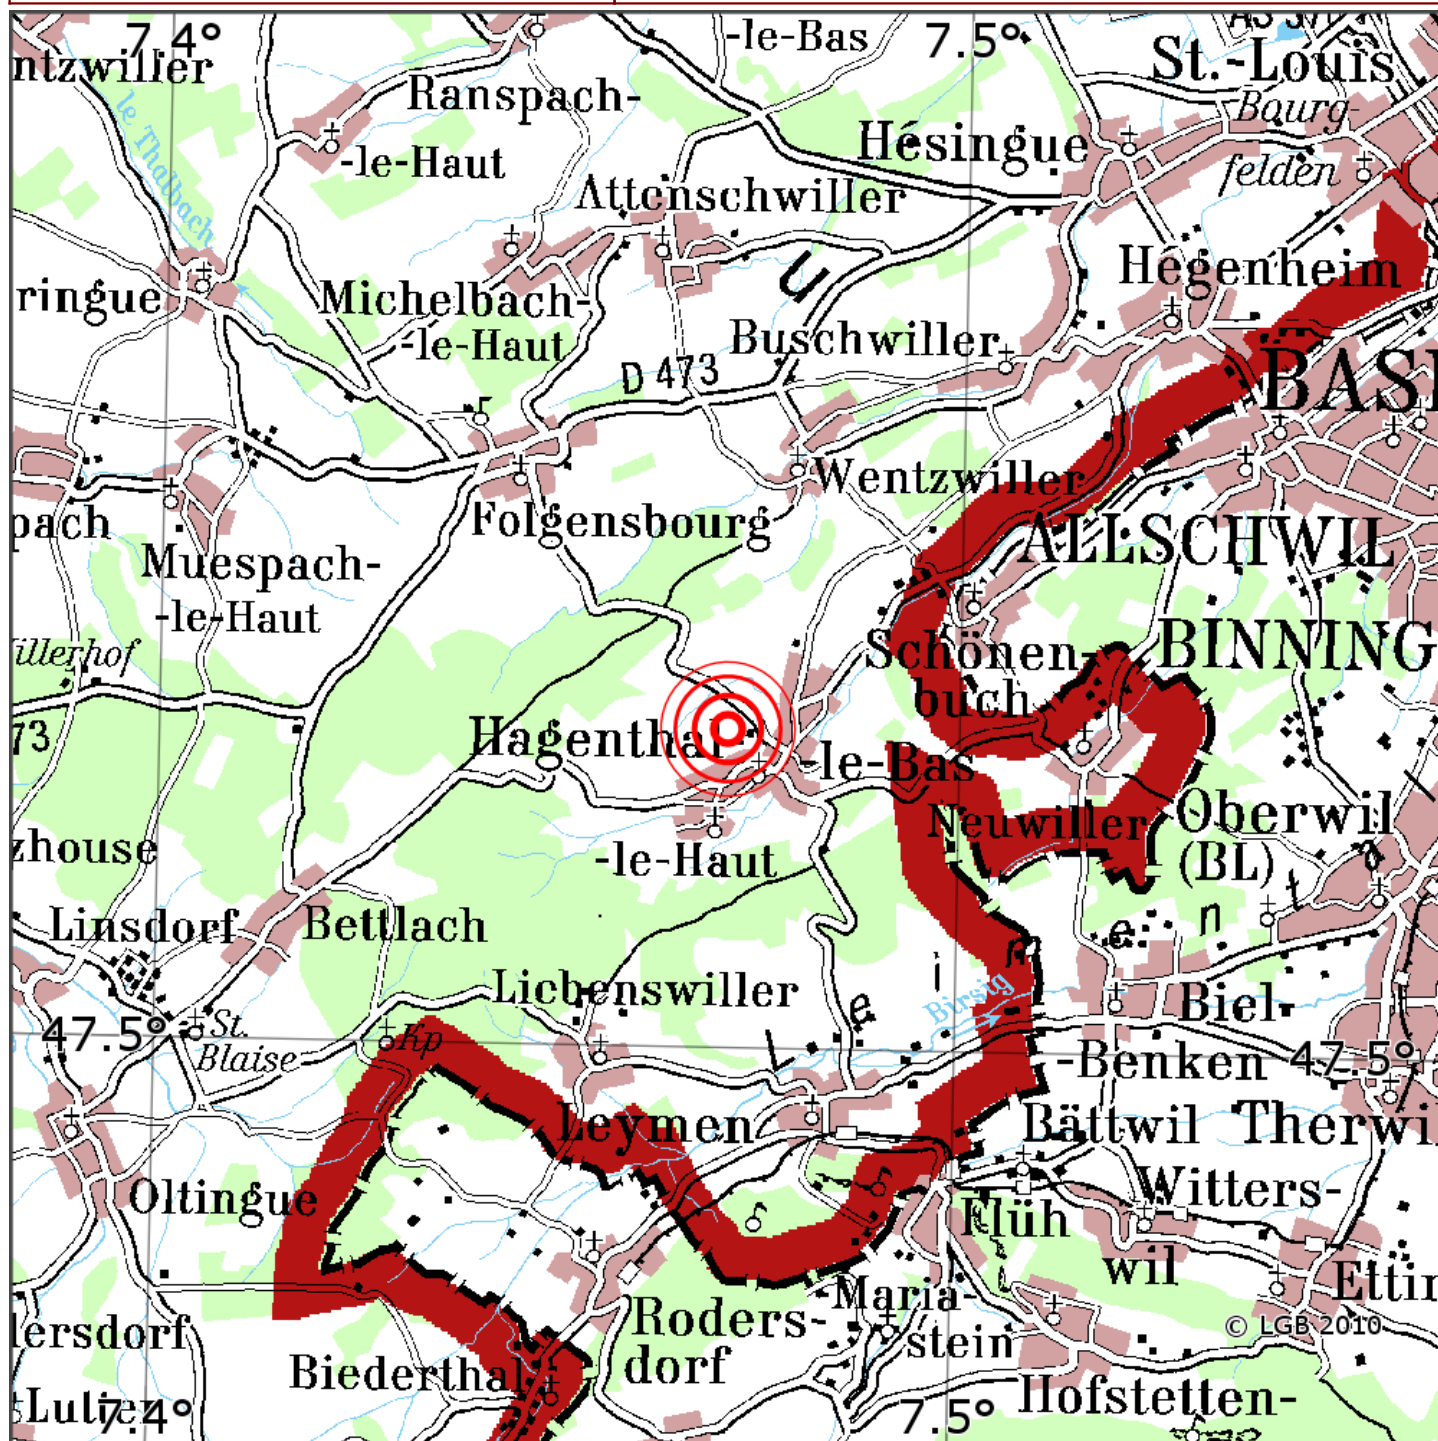 7.4°
-le-Bas
7.5°
AS 37
ntzwiller
St.-Louis
Ranspach-
-le-Haut
Bourg-
felden
le Thalbach
Hésingue
Attenschwiller
Hégenheim
ringue
Michelbach-
-le-Haut
U
Buschwiller
D 473
BAS
Wentzwiller
pach
Folgensbourg
ALLSCHWIL
Muespach-
-le-Haut
illerhof
Schönen-
buch
BINNING
73
Hagenthal-
-le-Bas
Neuwiller
Oberwil
(BL)
zhouse
-le-Haut
Linsdorf
Bettlach
L e i m e n t a l
Liebenswiller
Birsig
Biel-
-Benken
47.5°
St.
Blaise
Kp
47.5°
Leymen
Bättwil
Therwi
Oltingue
Witters-
wil
Flüh
Ettin
Maria-
stein
Roders-
dorf
lersdorf
© LGB 2010
Biederthal
Hofstetten-
7.4°
7.5°